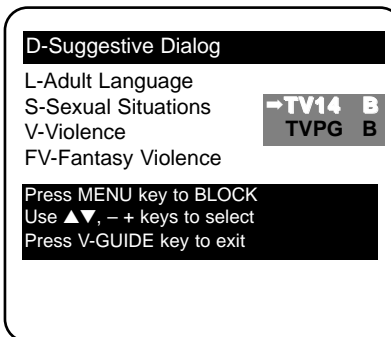 D-Suggestive Dialog
L-Adult Language
S-Sexual Situations
➡TV14 B
V-Violence
TVPG B
FV-Fantasy Violence
Press MENU key to BLOCK
Use ▲▼, – + keys to select
Press V-GUIDE key to exit